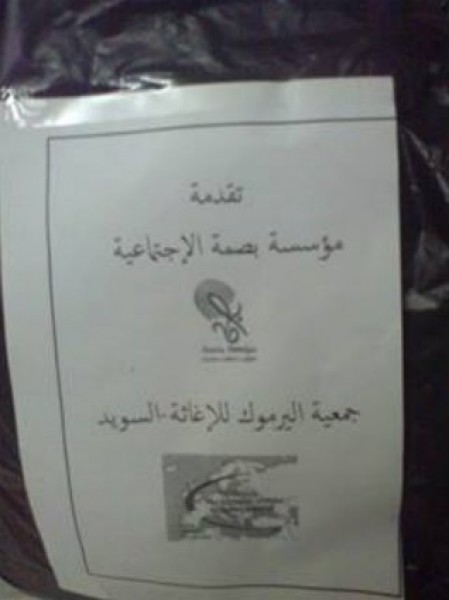 تقدمة
مؤسسة بصمة الإجتماعية
جمعية اليرموك للإغاثة-السويد